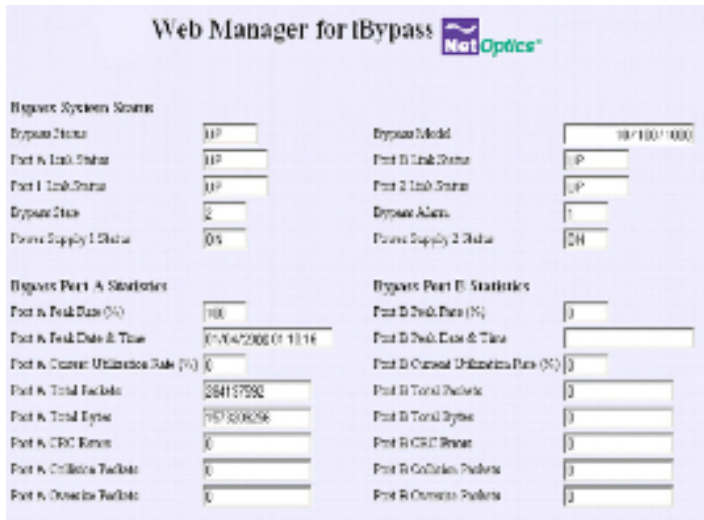 Web Manager for iBypass NetOptics
Bypass System Status
Bypass Status UP Bypass Model 10/100/1000
Port A Link Status UP Port B Link Status UP
Port 1 Link Status UP Port 2 Link Status UP
Bypass State 2 Bypass Alarm 1
Power Supply 1 Status ON Power Supply 2 Status ON
Bypass Port A Statistics Bypass Port B Statistics
Port A Peak Rate (%) 100 Port B Peak Rate (%) 0
Port A Peak Date & Time Port B Peak Date & Time
Port A Current Utilization Rate (%) 0 Port B Current Utilization Rate (%) 0
Port A Total Packets Port B Total Packets 0
Port A Total Bytes Port B Total Bytes 0
Port A CRC Errors 0 Port B CRC Errors 0
Port A Collision Packets 0 Port B Collision Packets 0
Port A Oversize Packets 0 Port B Oversize Packets 0